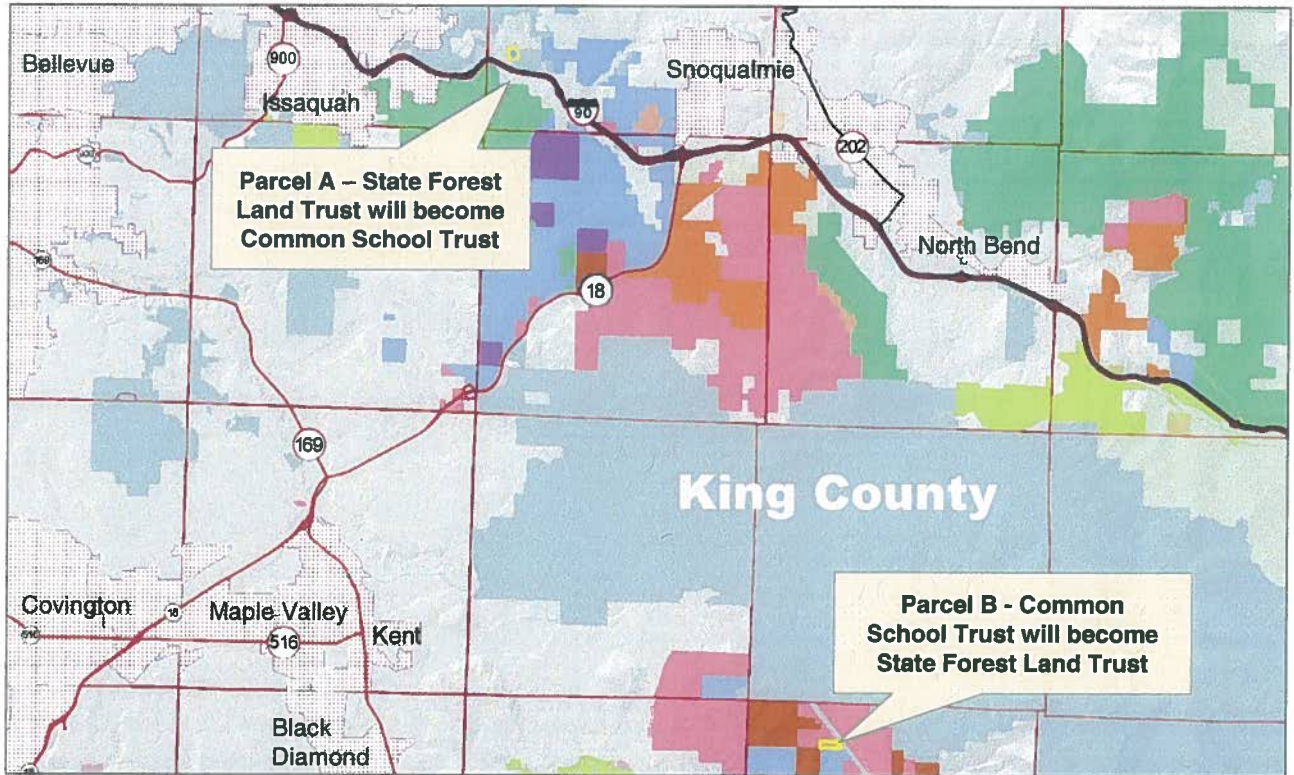 Bellevue
900
Issaquah
Snoqualmie
90
202
Parcel A – State Forest
Land Trust will become
Common School Trust
North Bend
169
18
169
King County
Covington
18
Maple Valley
516
516
Kent
Parcel B - Common
School Trust will become
State Forest Land Trust
Black
Diamond